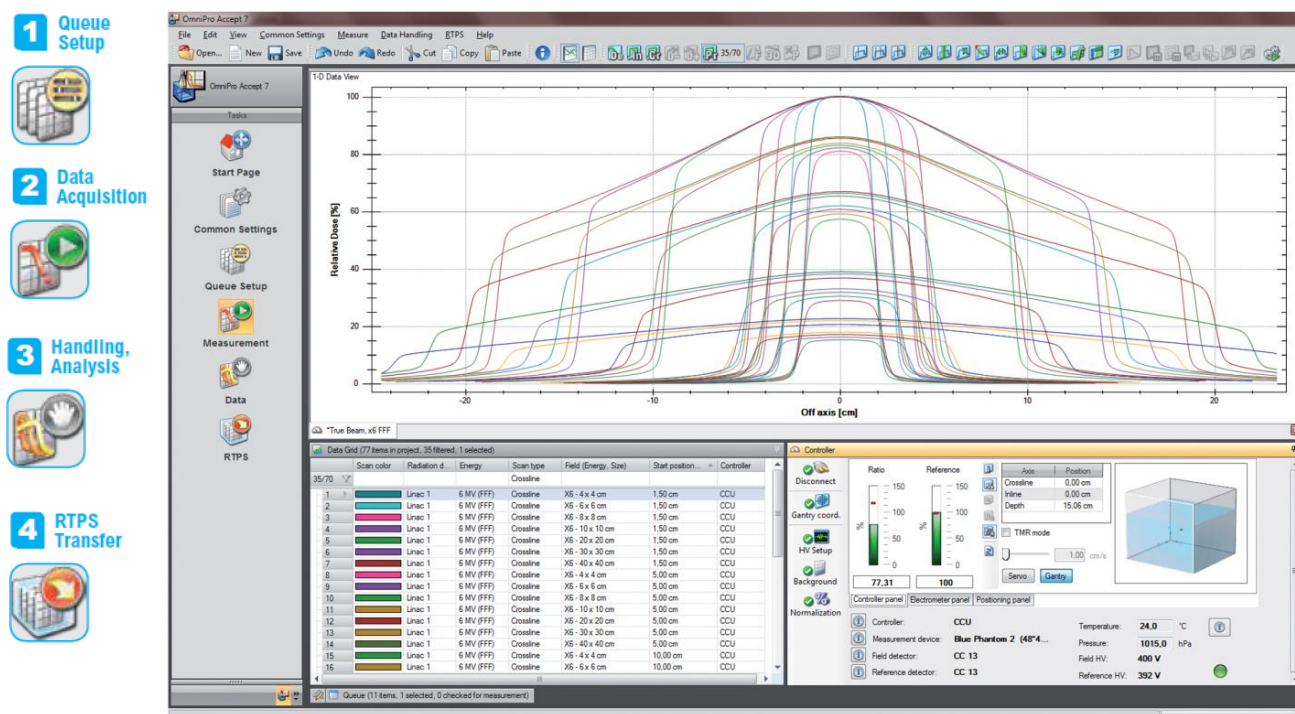 1 Queue
Setup
2 Data
Acquisition
3 Handling,
Analysis
4 RTPS
Transfer
OmniPro Accept 7
File Edit View Common Settings Measure Data Handling RTPS Help
Open... New Save Undo Redo Cut Copy Paste 35/70
OmniPro Accept 7
Tasks
Start Page
Common Settings
Queue Setup
Measurement
Data
RTPS
1-D Data View
Relative Dose [%]
100
80
60
40
20
0
-20 -10 0 10 20
Off axis [cm]
*True Beam, x6 FFF
Data Grid (77 items in project, 35 filtered, 1 selected)
Scan color Radiation d... Energy Scan type Field (Energy, Size) Start position... Controller
35/70 Crossline
1 Linac 1 6 MV (FFF) Crossline X6 - 4 x 4 cm 1,50 cm CCU
2 Linac 1 6 MV (FFF) Crossline X6 - 6 x 6 cm 1,50 cm CCU
3 Linac 1 6 MV (FFF) Crossline X6 - 8 x 8 cm 1,50 cm CCU
4 Linac 1 6 MV (FFF) Crossline X6 - 10 x 10 cm 1,50 cm CCU
5 Linac 1 6 MV (FFF) Crossline X6 - 20 x 20 cm 1,50 cm CCU
6 Linac 1 6 MV (FFF) Crossline X6 - 30 x 30 cm 1,50 cm CCU
7 Linac 1 6 MV (FFF) Crossline X6 - 40 x 40 cm 1,50 cm CCU
8 Linac 1 6 MV (FFF) Crossline X6 - 4 x 4 cm 5,00 cm CCU
9 Linac 1 6 MV (FFF) Crossline X6 - 6 x 6 cm 5,00 cm CCU
10 Linac 1 6 MV (FFF) Crossline X6 - 8 x 8 cm 5,00 cm CCU
11 Linac 1 6 MV (FFF) Crossline X6 - 10 x 10 cm 5,00 cm CCU
12 Linac 1 6 MV (FFF) Crossline X6 - 20 x 20 cm 5,00 cm CCU
13 Linac 1 6 MV (FFF) Crossline X6 - 30 x 30 cm 5,00 cm CCU
14 Linac 1 6 MV (FFF) Crossline X6 - 40 x 40 cm 5,00 cm CCU
15 Linac 1 6 MV (FFF) Crossline X6 - 4 x 4 cm 10,00 cm CCU
16 Linac 1 6 MV (FFF) Crossline X6 - 6 x 6 cm 10,00 cm CCU
Queue (11 items, 1 selected, 0 checked for measurement)
Controller
Disconnect
Gantry coord.
HV Setup
Background
Normalization
Ratio Reference
150 150
100 100
% %
50 50
0 0
77,31 100
Axis Position
Crossline 0,00 cm
Inline 0,00 cm
Depth 15,06 cm
TMR mode
1,00 cm/s
Servo Gantry
Controller panel Electrometer panel Positioning panel
Controller: CCU
Measurement device: Blue Phantom 2 (48*4...
Field detector: CC 13
Reference detector: CC 13
Temperature: 24,0 °C
Pressure: 1015,0 hPa
Field HV: 400 V
Reference HV: 392 V